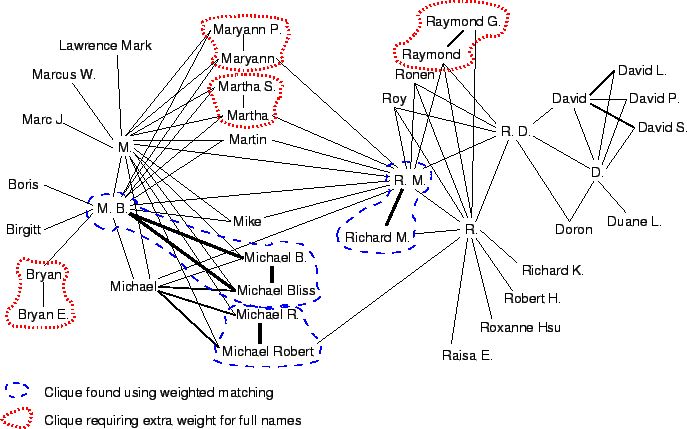 Raymond G.
Maryann P.
Lawrence Mark
Raymond
Maryann
Marcus W.
Ronen
David L.
Martha S.
Roy
David
David P.
Marc J.
Martha
David S.
R. D.
Martin
M.
D.
R. M.
Boris
M. B.
Mike
Duane L.
Birgitt
R.
Doron
Richard M.
Michael B.
Bryan
Richard K.
Michael
Michael Bliss
Robert H.
Bryan E.
Michael R.
Roxanne Hsu
Michael Robert
Raisa E.
Clique found using weighted matching
Clique requiring extra weight for full names